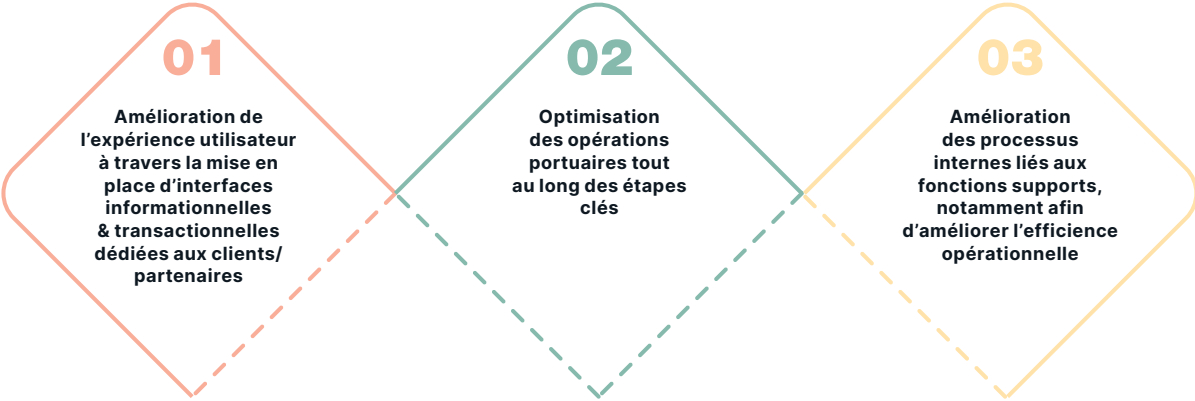 01
Amélioration de
l’expérience utilisateur
à travers la mise en
place d’interfaces
informationnelles
& transactionnelles
dédiées aux clients/
partenaires
02
Optimisation
des opérations
portuaires tout
au long des étapes
clés
03
Amélioration
des processus
internes liés aux
fonctions supports,
notamment afin
d’améliorer l’efficience
opérationnelle